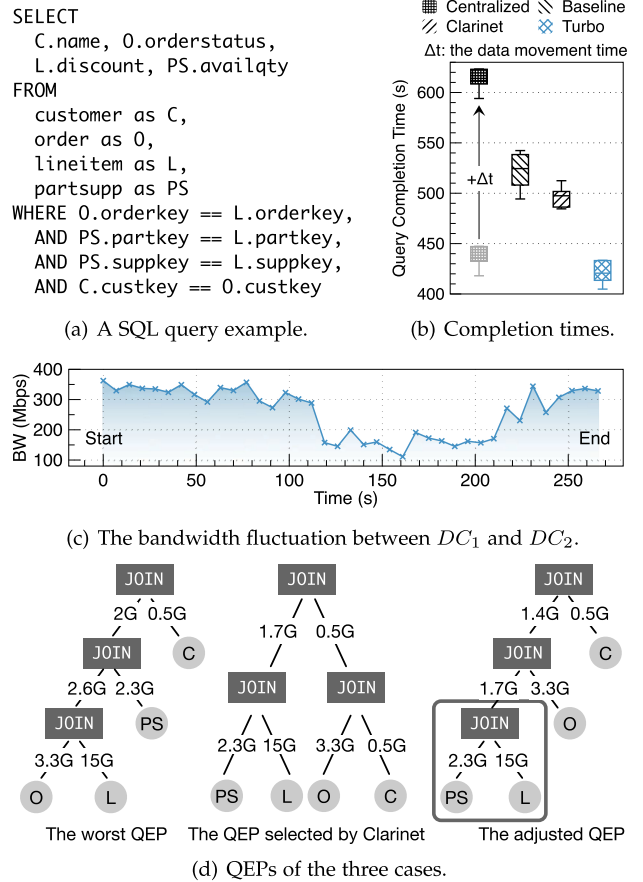 SELECT
C.name, O.orderstatus,
L.discount, PS.availqty
FROM
customer as C,
order as O,
lineitem as L,
partsupp as PS
WHERE O.orderkey == L.orderkey,
AND PS.partkey == L.partkey,
AND PS.suppkey == L.suppkey,
AND C.custkey == O.custkey
(a) A SQL query example.
Centralized Baseline
Clarinet Turbo
Δt: the data movement time
Query Completion Time (s)
600
550
500
450
400
+Δt
(b) Completion times.
BW (Mbps)
400
300
200
100
Start End
0 50 100 150 200 250
Time (s)
(c) The bandwidth fluctuation between DC1 and DC2.
JOIN
2G 0.5G
JOIN C
2.6G 2.3G
JOIN PS
3.3G 15G
O L
The worst QEP
JOIN
1.7G 0.5G
JOIN JOIN
2.3G 15G 3.3G 0.5G
PS L O C
The QEP selected by Clarinet
JOIN
1.4G 0.5G
JOIN C
1.7G 3.3G
JOIN O
2.3G 15G
PS L
The adjusted QEP
(d) QEPs of the three cases.